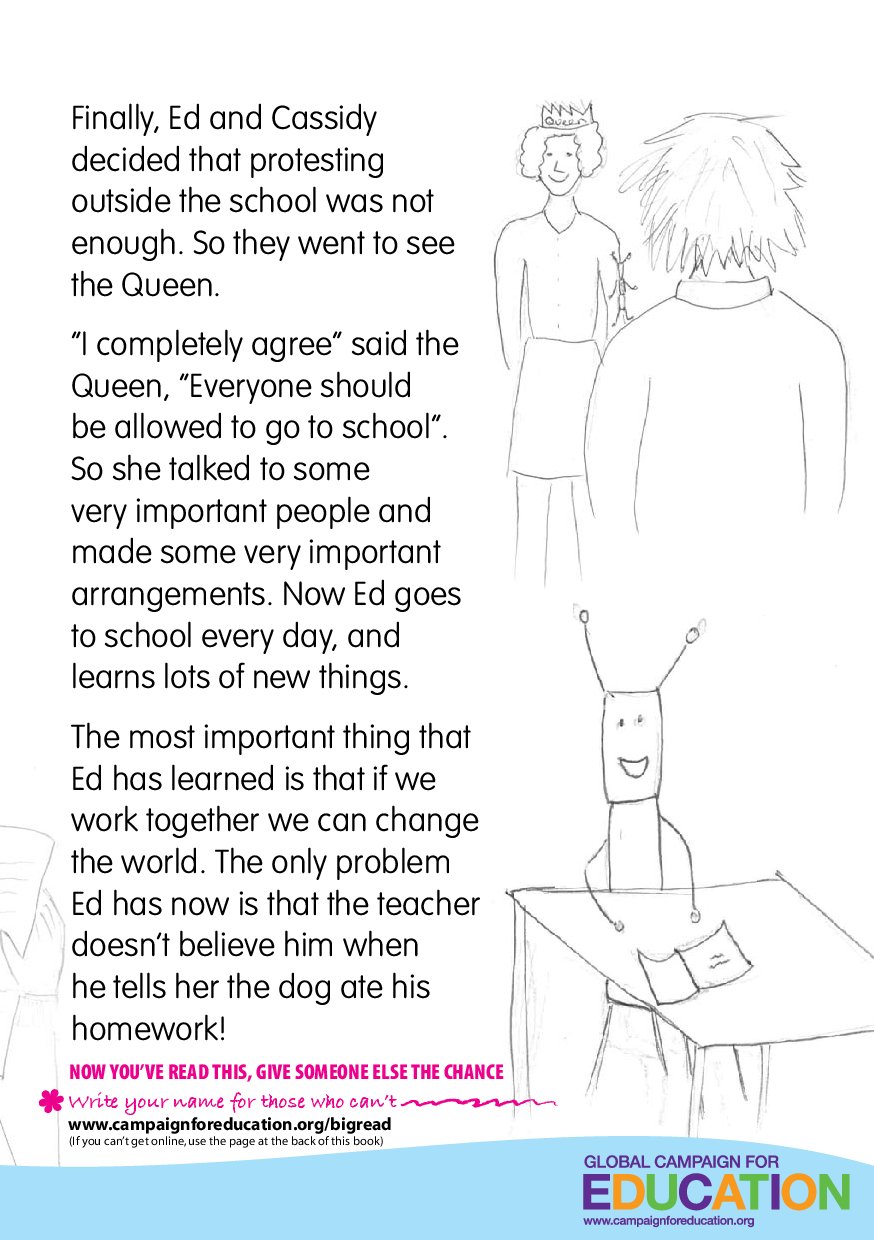 Finally, Ed and Cassidy
decided that protesting
outside the school was not
enough. So they went to see
the Queen.
"I completely agree" said the
Queen, "Everyone should
be allowed to go to school".
So she talked to some
very important people and
made some very important
arrangements. Now Ed goes
to school every day, and
learns lots of new things.
The most important thing that
Ed has learned is that if we
work together we can change
the world. The only problem
Ed has now is that the teacher
doesn't believe him when
he tells her the dog ate his
homework!
Queen
NOW YOU'VE READ THIS, GIVE SOMEONE ELSE THE CHANCE
Write your name for those who can't
www.campaignforeducation.org/bigread
(If you can't get online, use the page at the back of this book)
GLOBAL CAMPAIGN FOR
EDUCATION
www.campaignforeducation.org